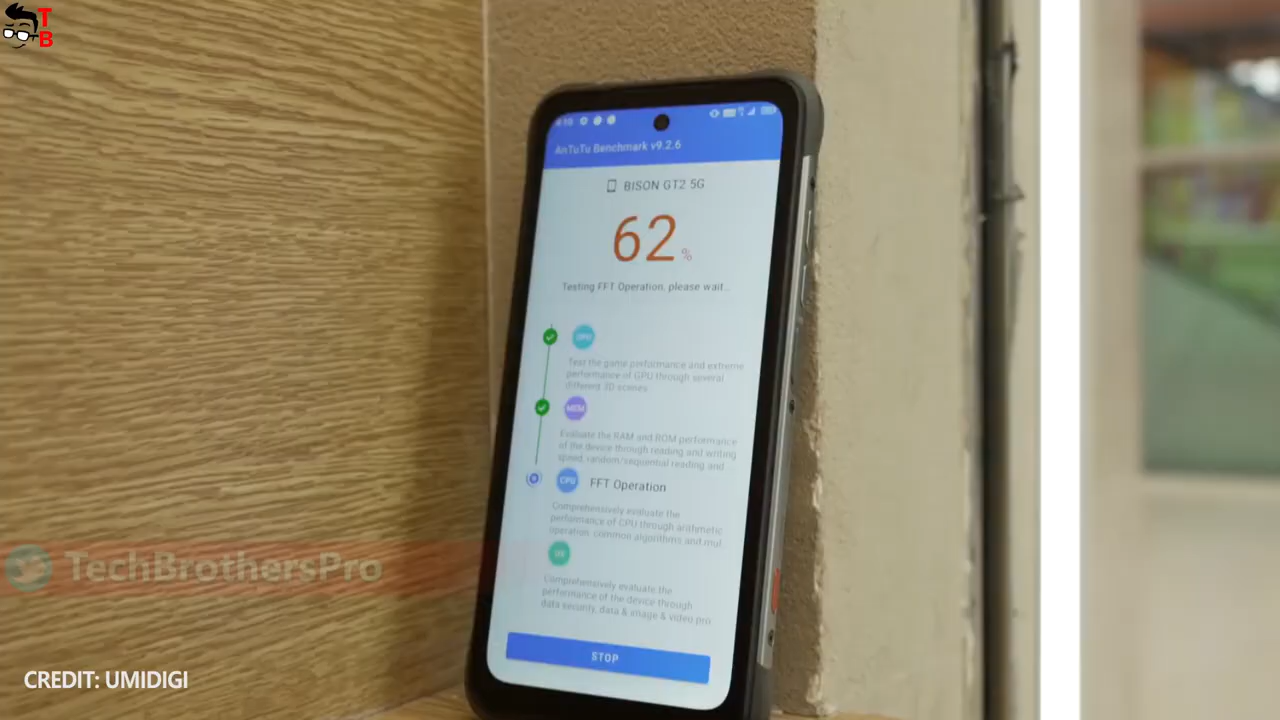 TB
4:10
AnTuTu Benchmark v9.2.6
BISON GT2 5G
62%
Testing FFT Operation, please wait...
GPU
Test the game performance and extreme
performance of GPU through several
different 3D scenes
MEM
Evaluate the RAM and ROM performance
of the device through reading and writing
speed, random/sequential reading and ...
CPU FFT Operation
Comprehensively evaluate the
performance of CPU through arithmetic
operation, common algorithms and mul...
UX
Comprehensively evaluate the
performance of the device through
data security, data & image & video pro...
STOP
TechBrothersPro
CREDIT: UMIDIGI